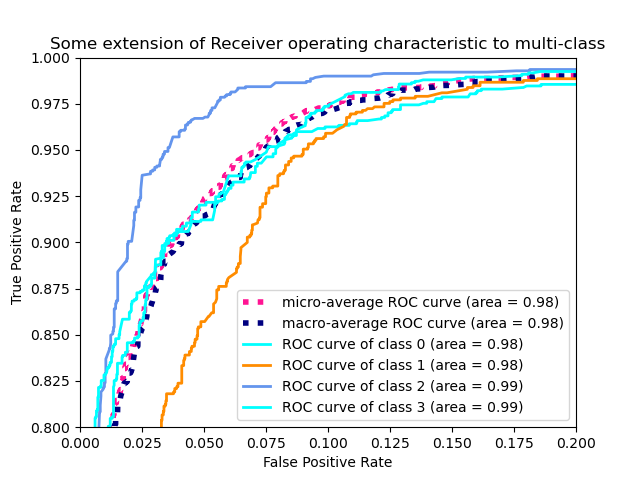 Some extension of Receiver operating characteristic to multi-class
True Positive Rate
1.000
0.975
0.950
0.925
0.900
0.875
0.850
0.825
0.800
micro-average ROC curve (area = 0.98)
macro-average ROC curve (area = 0.98)
ROC curve of class 0 (area = 0.98)
ROC curve of class 1 (area = 0.98)
ROC curve of class 2 (area = 0.99)
ROC curve of class 3 (area = 0.99)
0.000 0.025 0.050 0.075 0.100 0.125 0.150 0.175 0.200
False Positive Rate